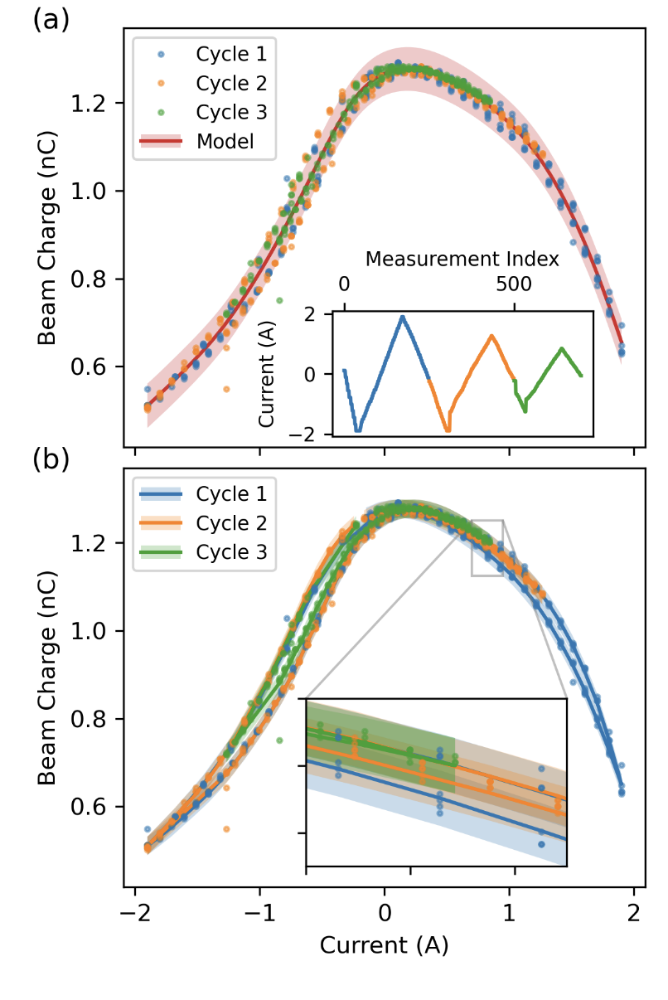 (a)
Cycle 1
Cycle 2
Cycle 3
Model
1.2
1.0
0.8
0.6
Beam Charge (nC)
Measurement Index
0 500
2
0
−2
Current (A)
(b)
Cycle 1
Cycle 2
Cycle 3
1.2
1.0
0.8
0.6
Beam Charge (nC)
−2 −1 0 1 2
Current (A)